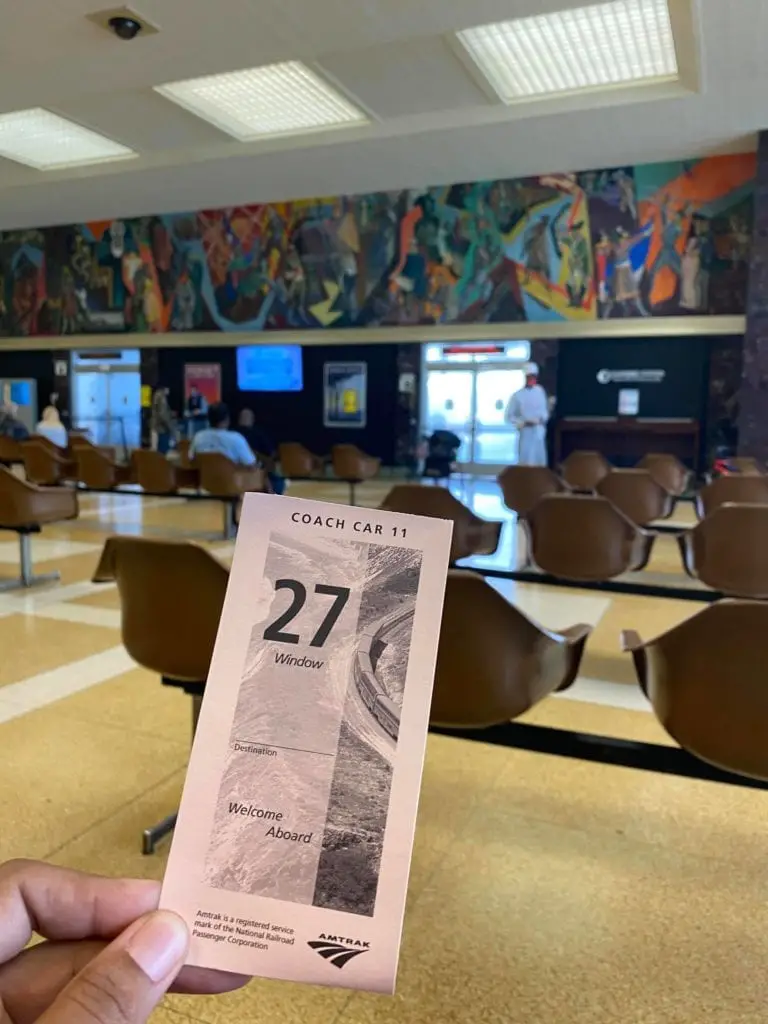 COACH CAR 11
27
Window
Destination
Welcome
Aboard
Amtrak is a registered service
mark of the National Railroad
Passenger Corporation
AMTRAK